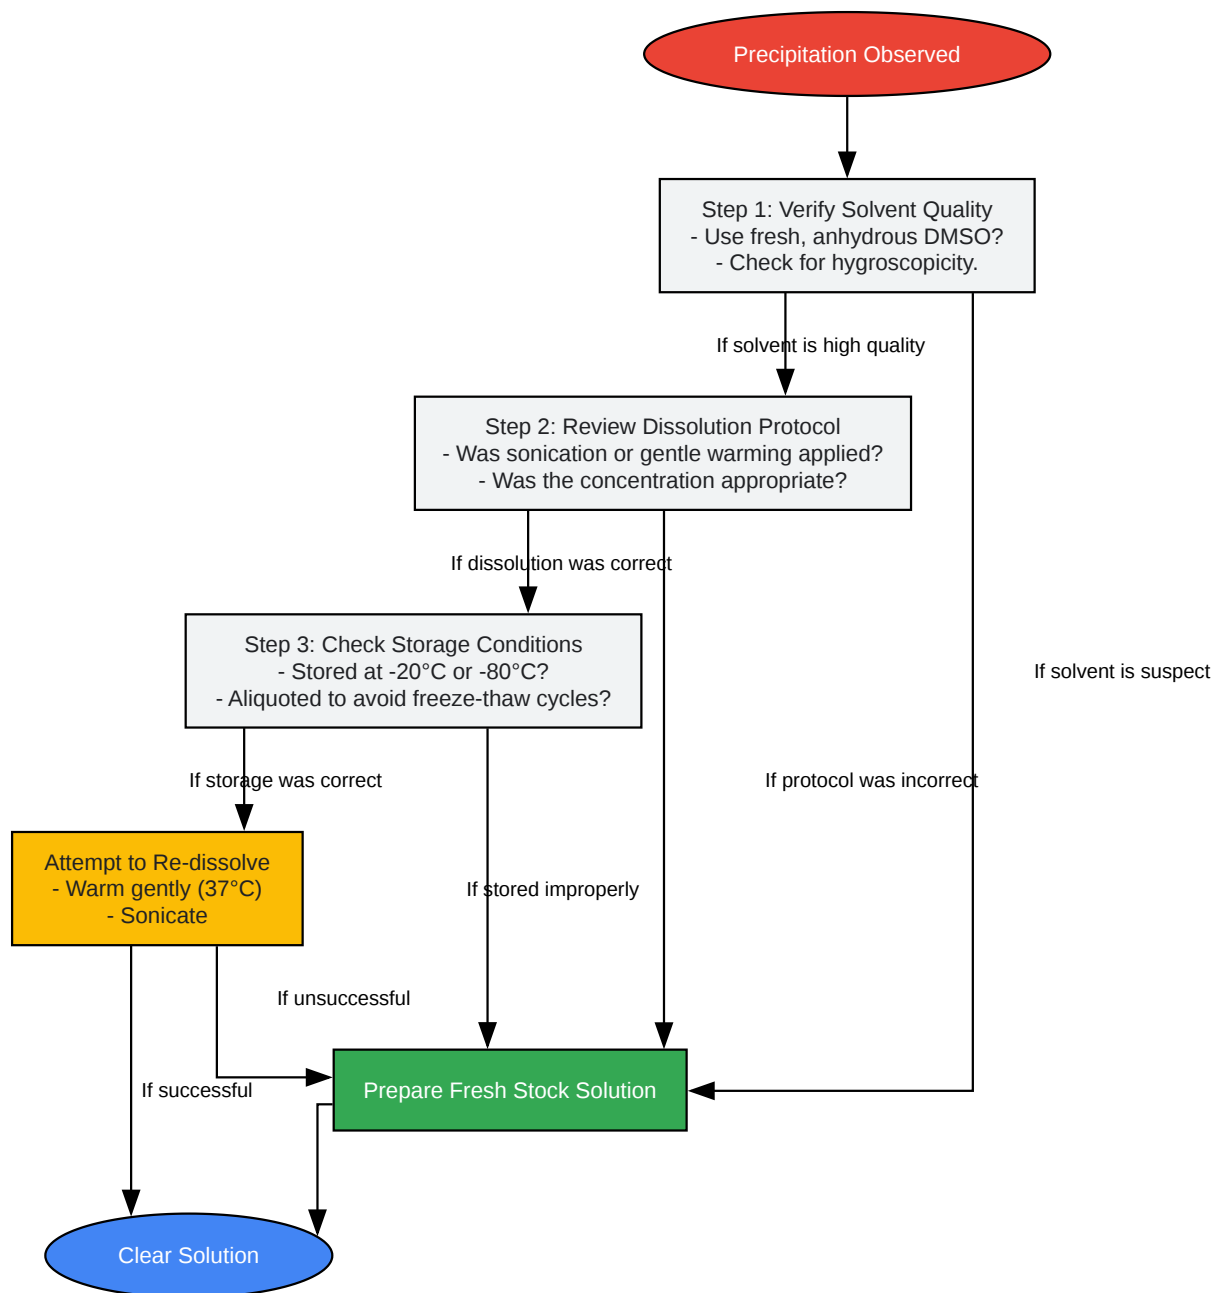 Precipitation Observed
Step 1: Verify Solvent Quality
- Use fresh, anhydrous DMSO?
- Check for hygroscopicity.
If solvent is high quality
Step 2: Review Dissolution Protocol
- Was sonication or gentle warming applied?
- Was the concentration appropriate?
If dissolution was correct
Step 3: Check Storage Conditions
- Stored at -20°C or -80°C?
- Aliquoted to avoid freeze-thaw cycles?
If solvent is suspect
If storage was correct
If protocol was incorrect
Attempt to Re-dissolve
- Warm gently (37°C)
- Sonicate
If stored improperly
If unsuccessful
If successful
Prepare Fresh Stock Solution
Clear Solution